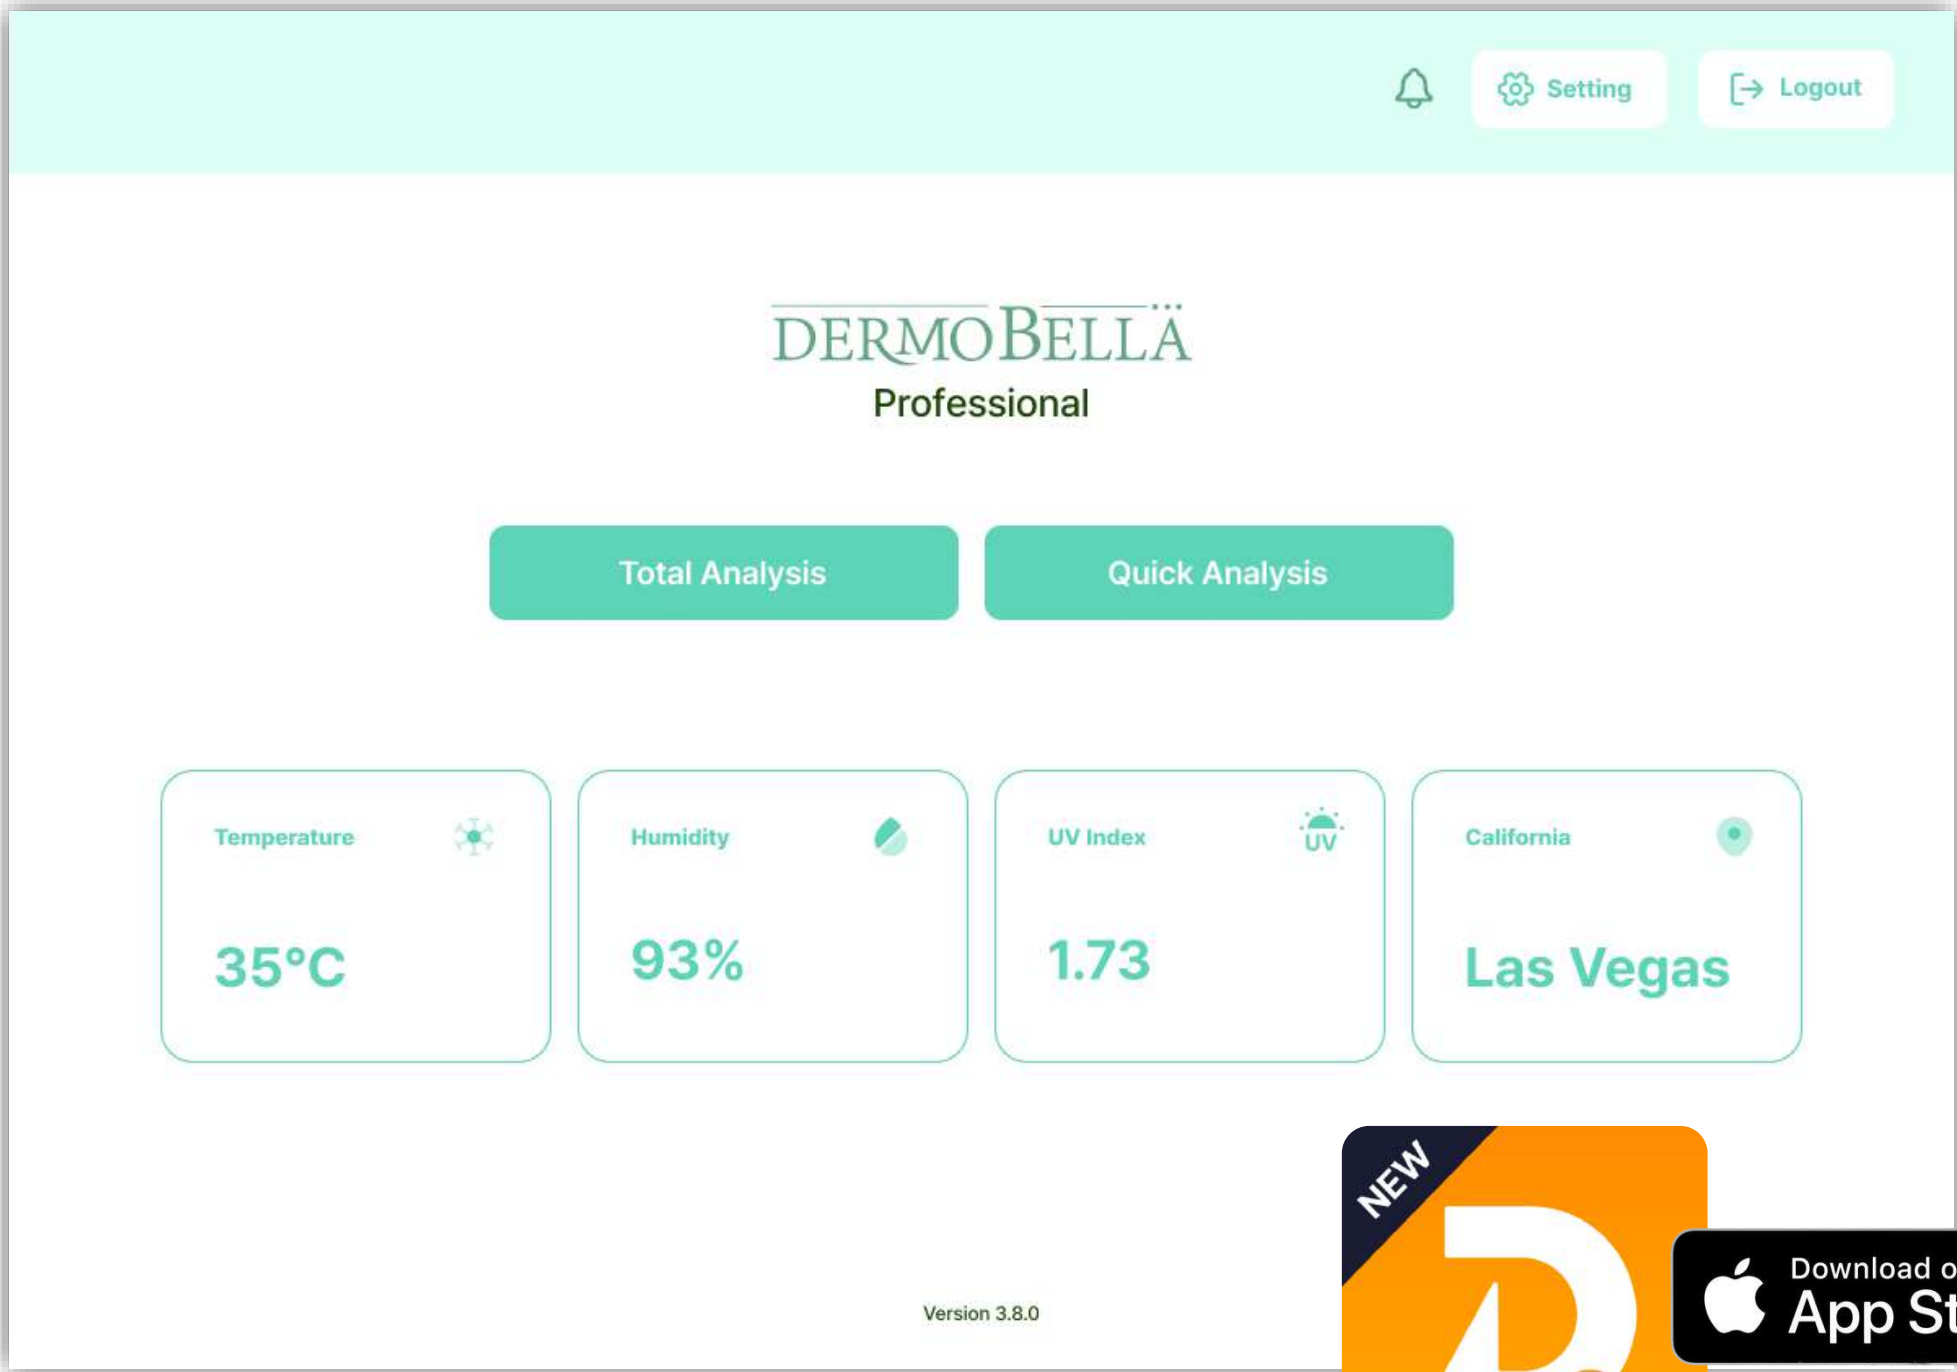 Setting
Logout
DERMOBELLÄ
Professional
Total Analysis
Quick Analysis
Temperature
Humidity
UV Index
UV
California
35°C
93%
1.73
Las Vegas
NEW
Version 3.8.0
Download o
App St